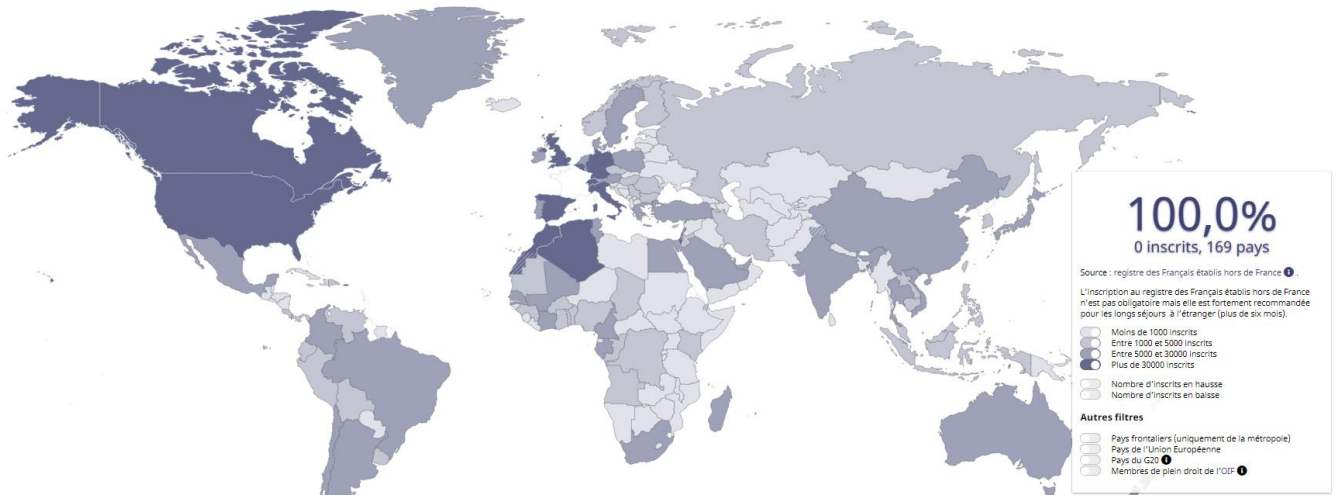 100,0%
0 inscrits, 169 pays
Source : registre des Français établis hors de France i .
L'inscription au registre des Français établis hors de France
n'est pas obligatoire mais elle est fortement recommandée
pour les longs séjours à l'étranger (plus de six mois).
Moins de 1000 inscrits
Entre 1000 et 5000 inscrits
Entre 5000 et 30000 inscrits
Plus de 30000 inscrits
Nombre d'inscrits en hausse
Nombre d'inscrits en baisse
Autres filtres
Pays frontaliers (uniquement de la métropole)
Pays de l'Union Européenne
Pays du G20 i
Membres de plein droit de l'OIF i